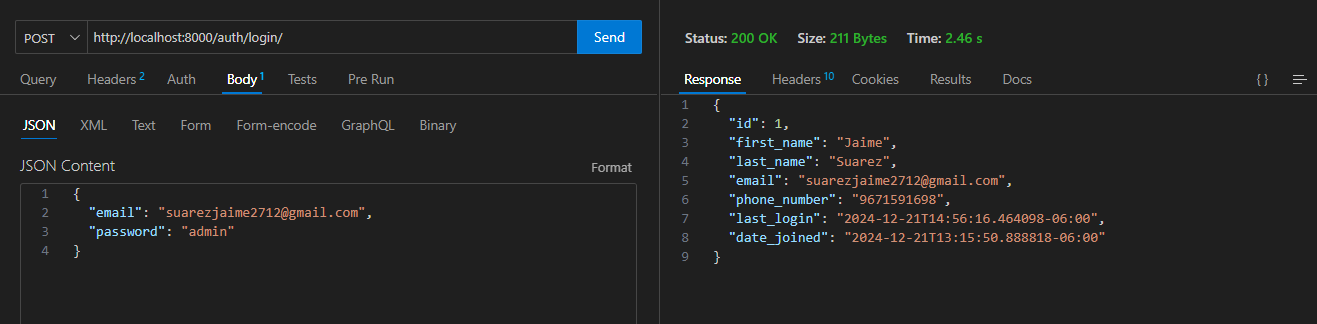 POST http://localhost:8000/auth/login/ Send
Query Headers 2 Auth Body 1 Tests Pre Run
JSON XML Text Form Form-encode GraphQL Binary
JSON Content Format
1 {
2 "email": "suarezjaime2712@gmail.com",
3 "password": "admin"
4 }
Status: 200 OK Size: 211 Bytes Time: 2.46 s
Response Headers 10 Cookies Results Docs {}
1 {
2 "id": 1,
3 "first_name": "Jaime",
4 "last_name": "Suarez",
5 "email": "suarezjaime2712@gmail.com",
6 "phone_number": "9671591698",
7 "last_login": "2024-12-21T14:56:16.464098-06:00",
8 "date_joined": "2024-12-21T13:15:50.888818-06:00"
9 }